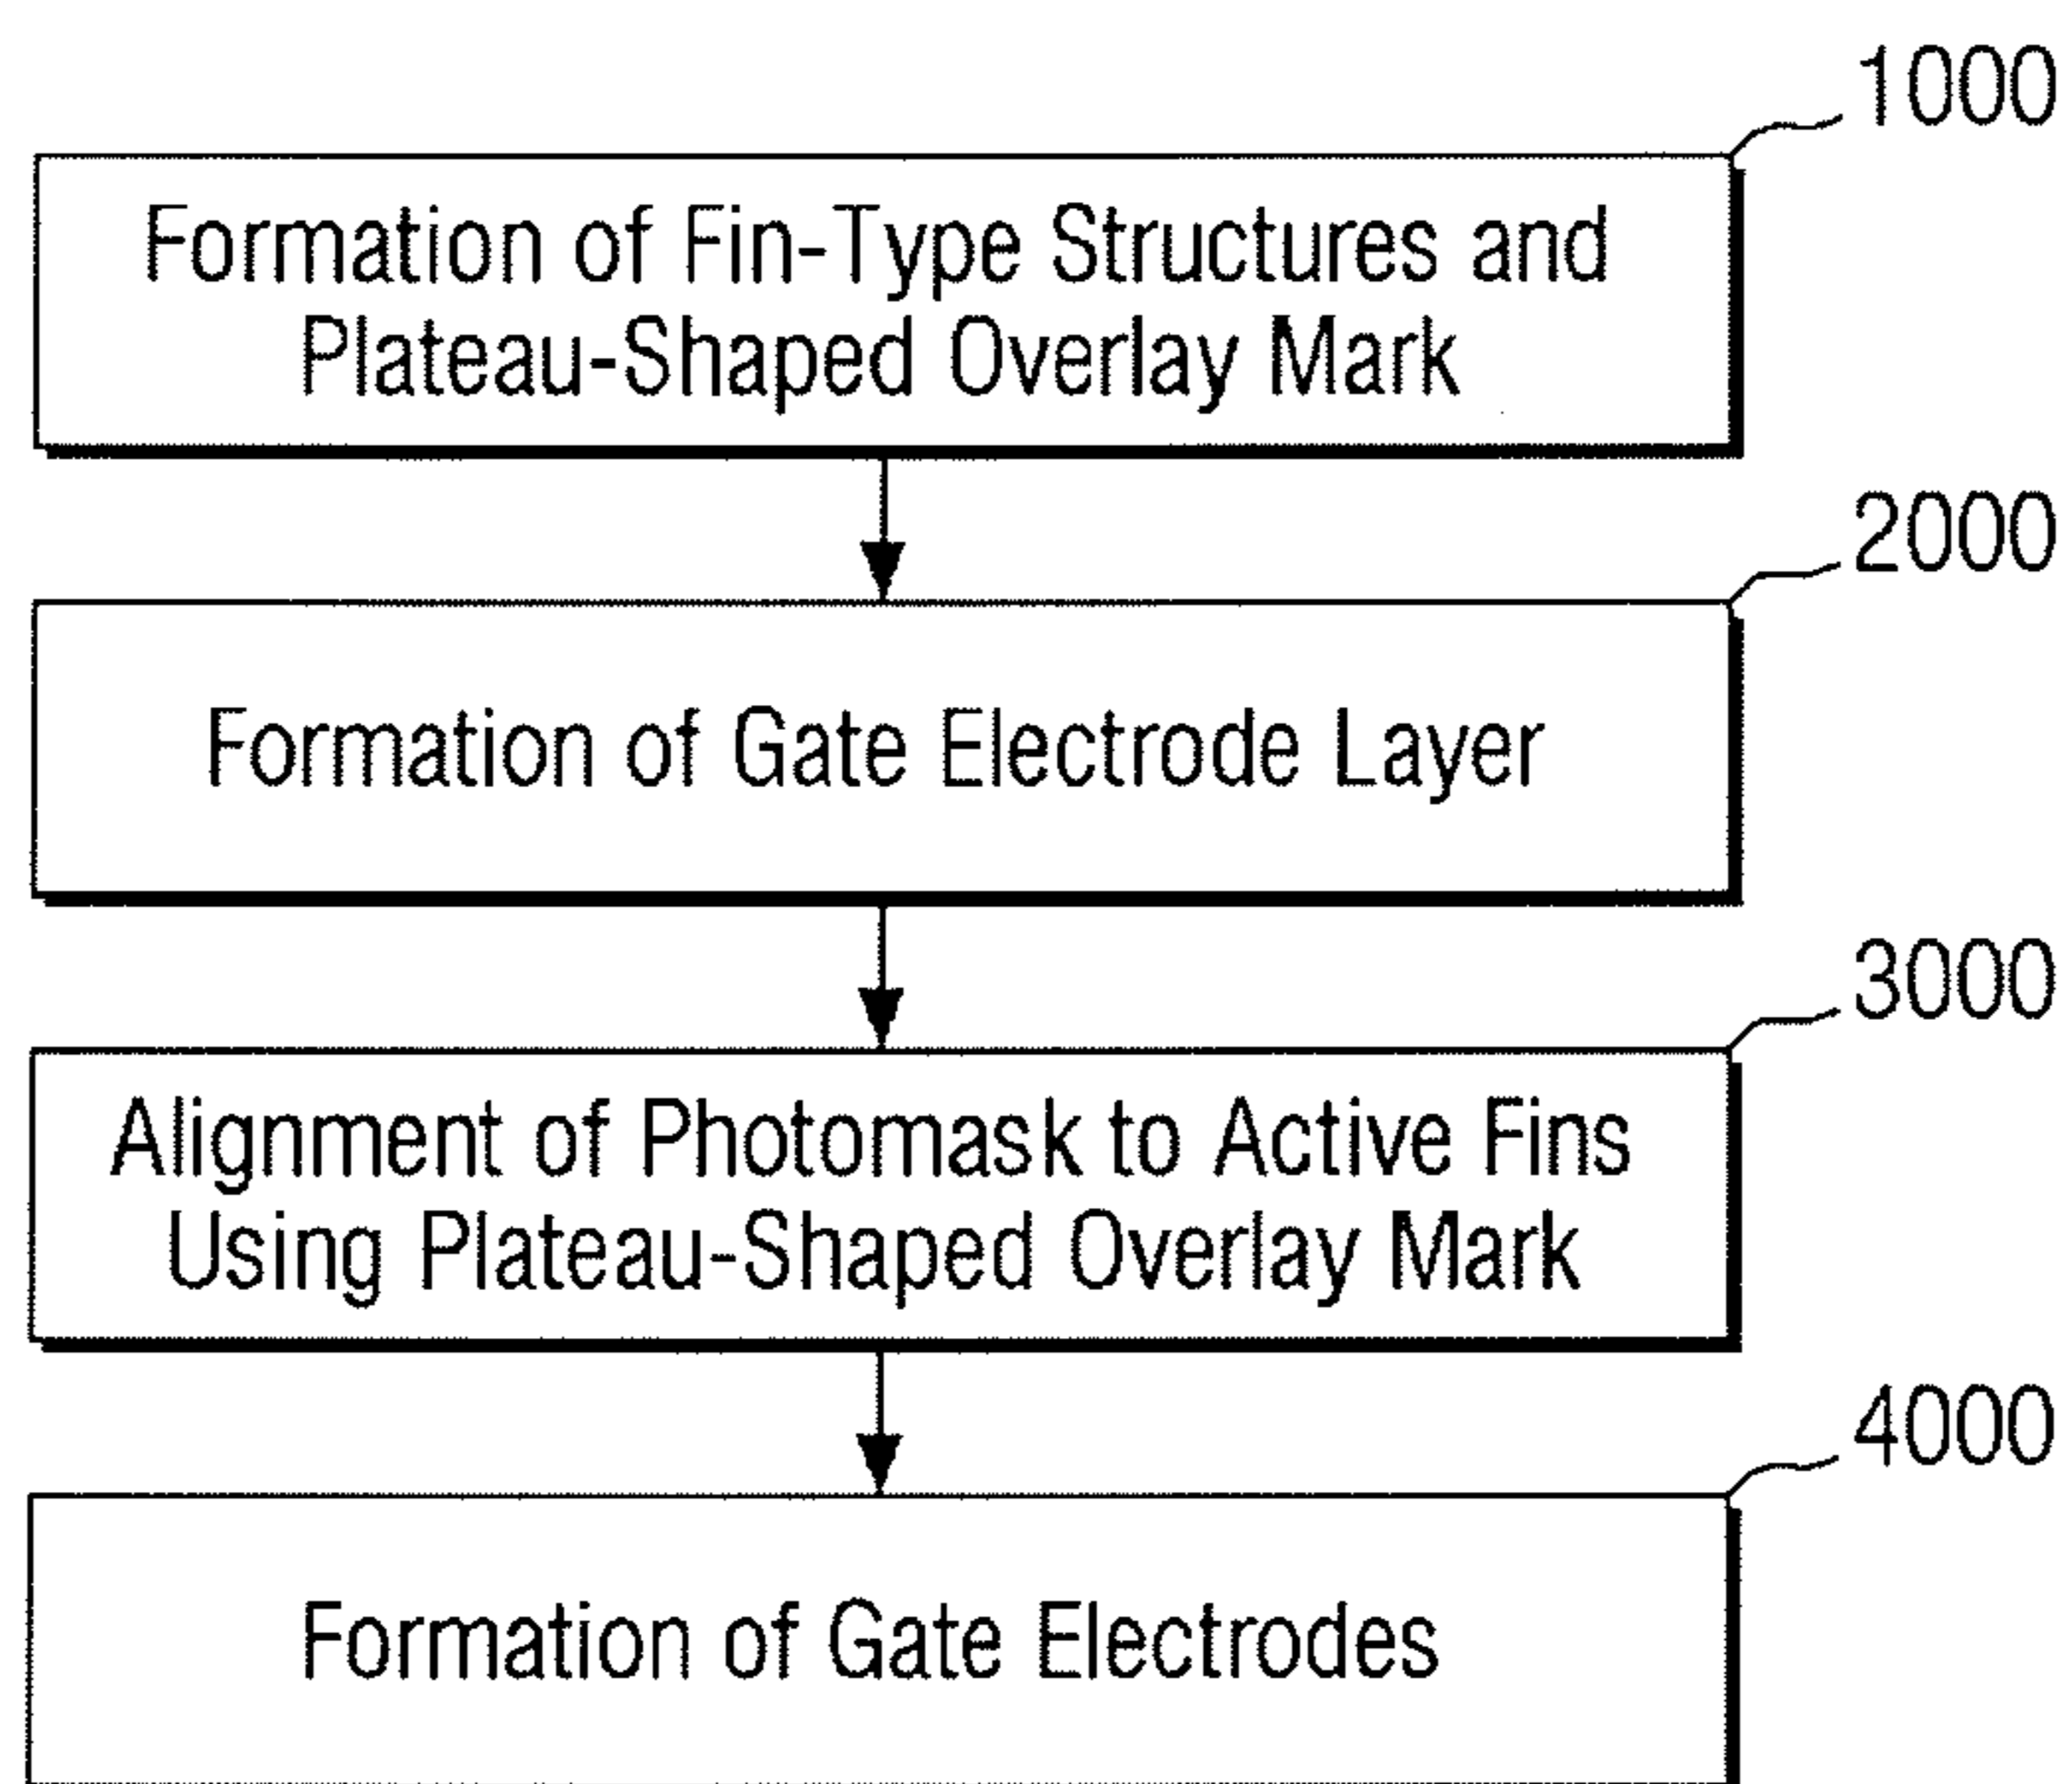 1000
Formation of Fin-Type Structures and
Plateau-Shaped Overlay Mark
2000
Formation of Gate Electrode Layer
3000
Alignment of Photomask to Active Fins
Using Plateau-Shaped Overlay Mark
4000
Formation of Gate Electrodes